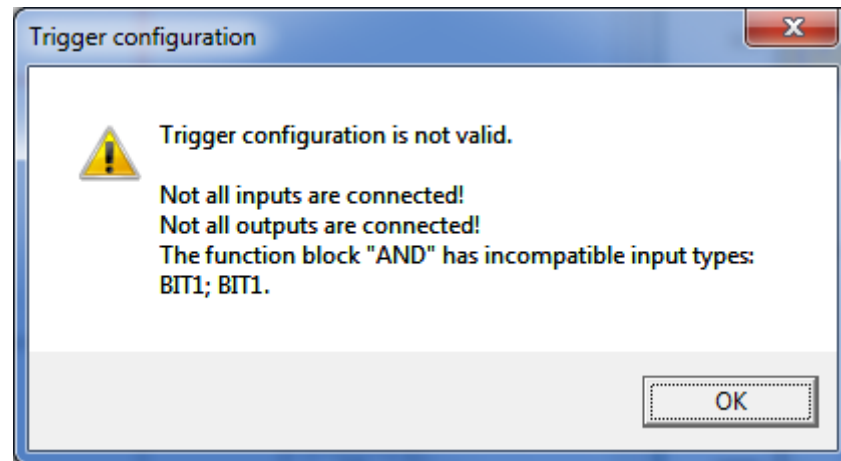 Trigger configuration
Trigger configuration is not valid.
Not all inputs are connected!
Not all outputs are connected!
The function block "AND" has incompatible input types:
BIT1; BIT1.
OK